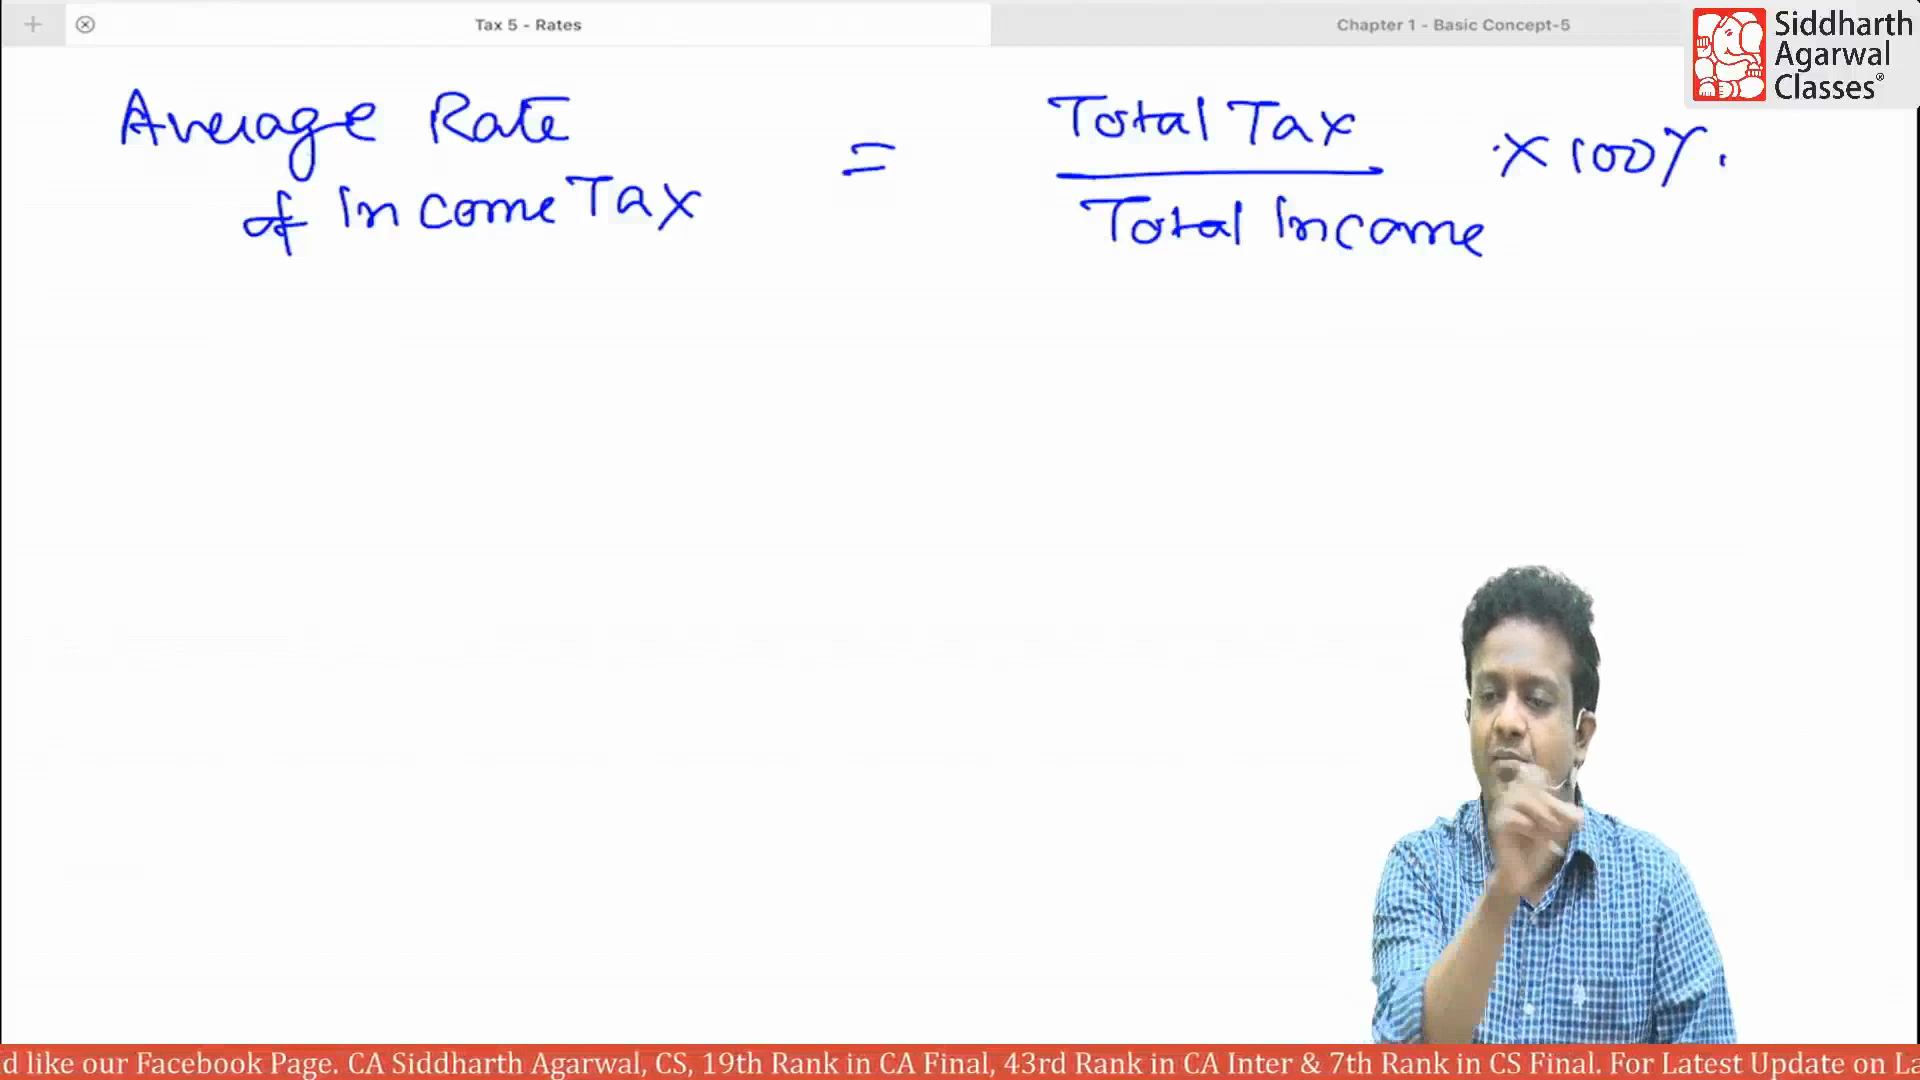 Tax 5 - Rates
Chapter 1 - Basic Concept-5
Siddharth
Agarwal
Classes®
Average Rate
of Income Tax
=
Total Tax
Total Income
× 100%.
d like our Facebook Page. CA Siddharth Agarwal, CS, 19th Rank in CA Final, 43rd Rank in CA Inter & 7th Rank in CS Final. For Latest Update on La